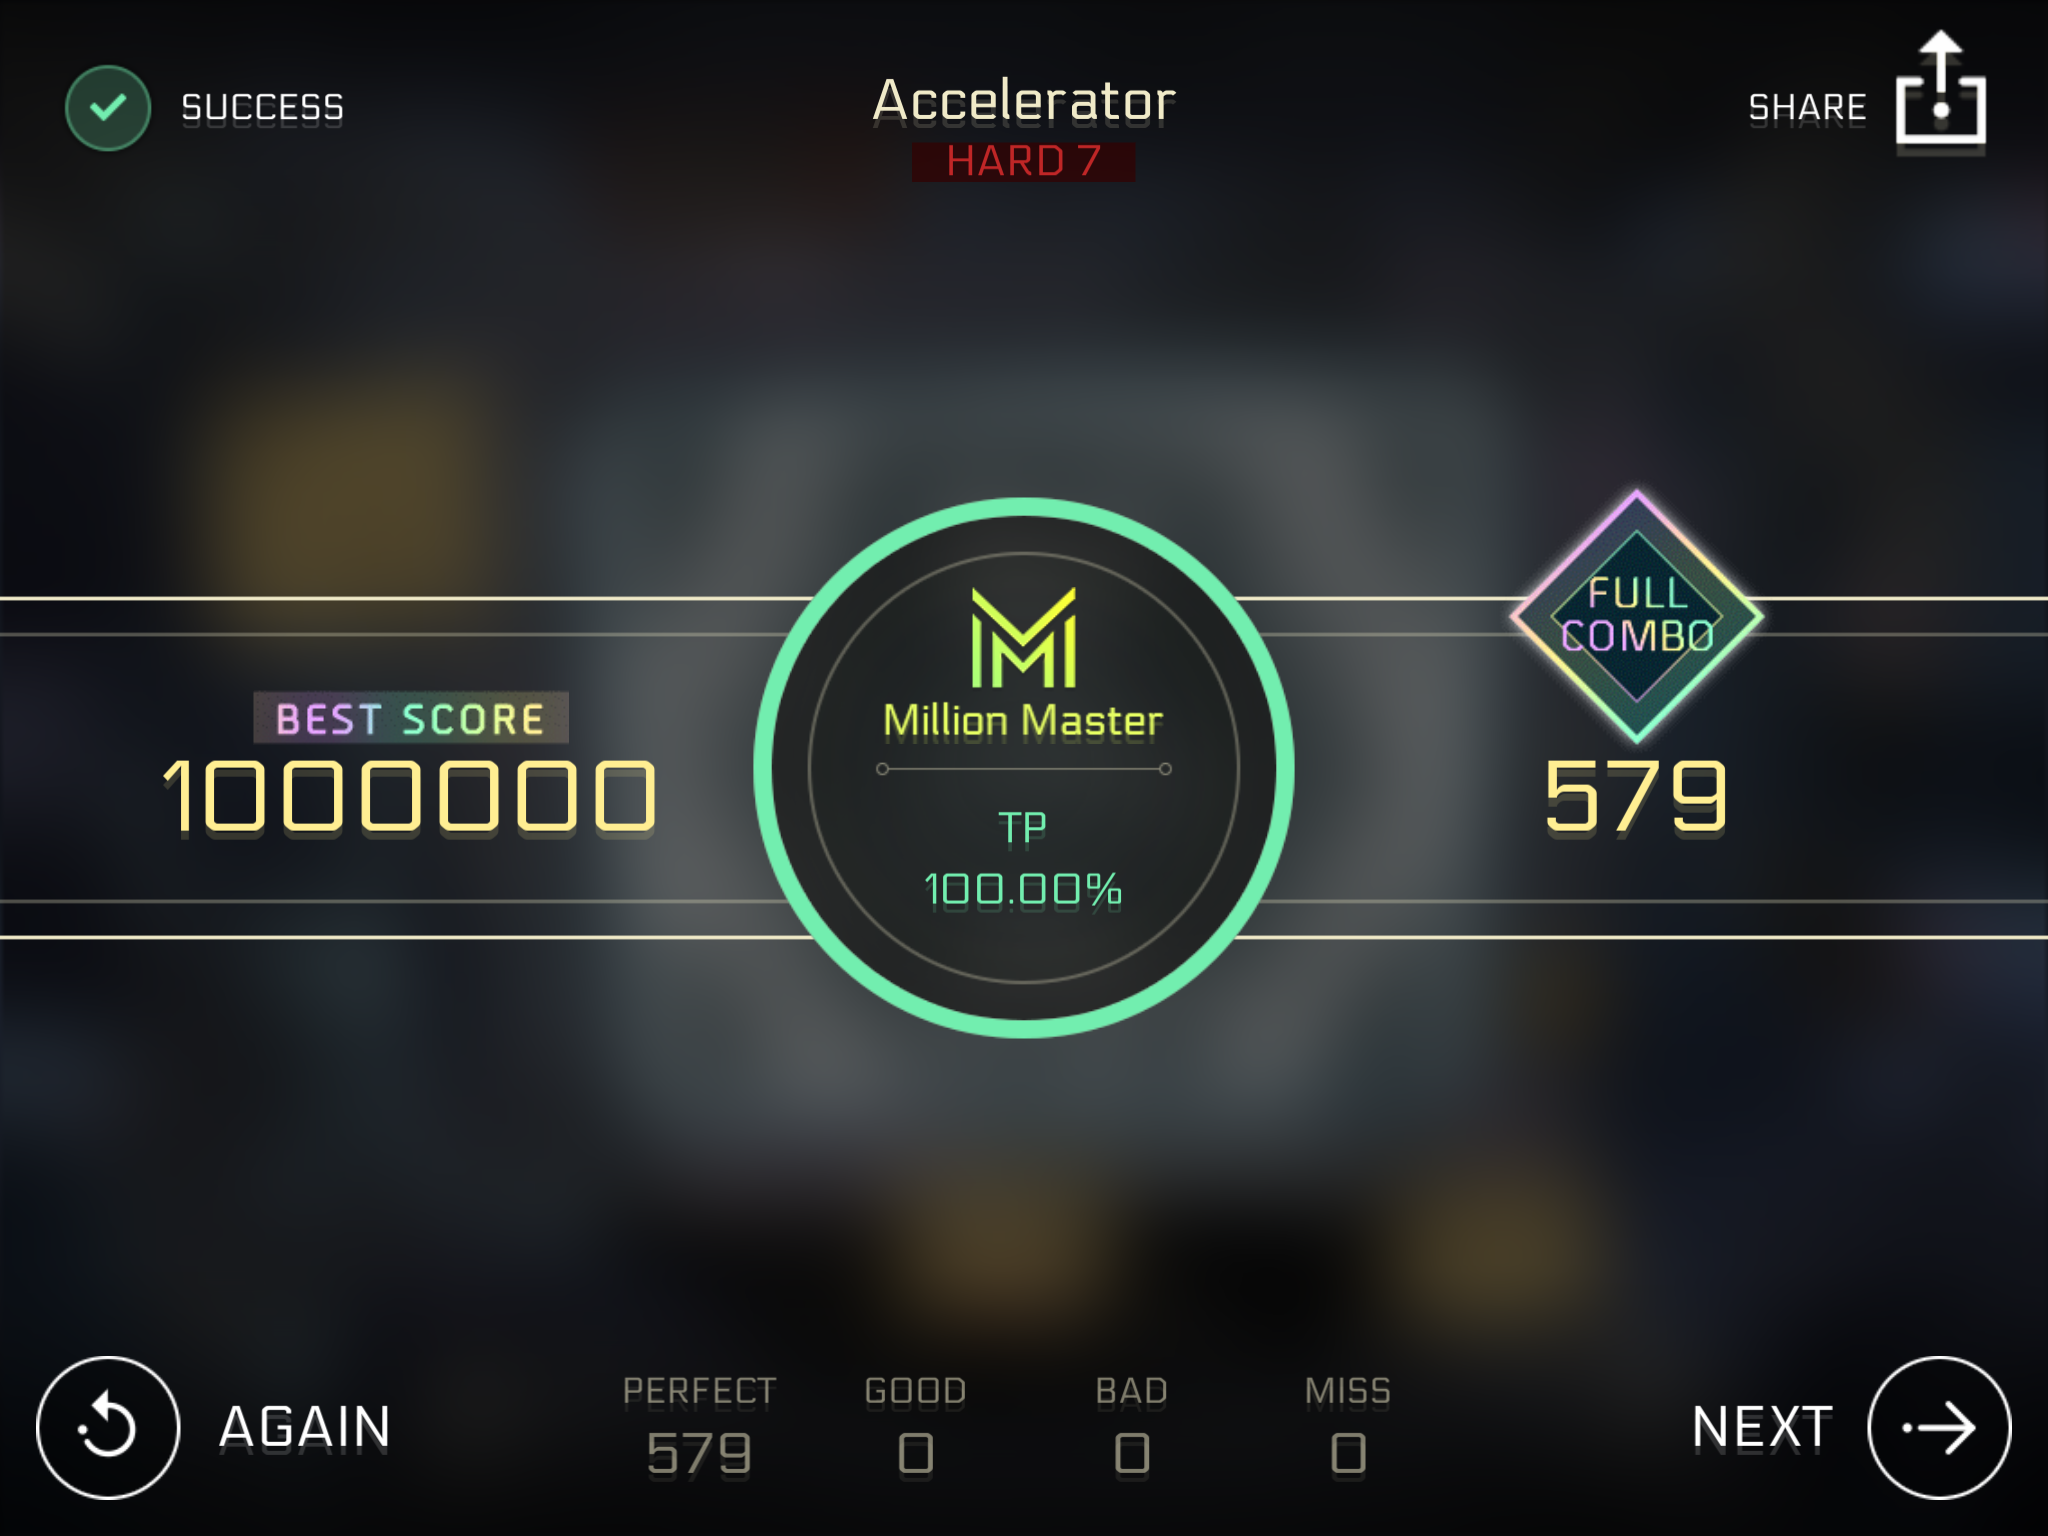 SUCCESS
Accelerator
HARD 7
SHARE
FULL
COMBO
BEST SCORE
1000000
Million Master
TP
100.00%
579
AGAIN
PERFECT
579
GOOD
0
BAD
0
MISS
0
NEXT